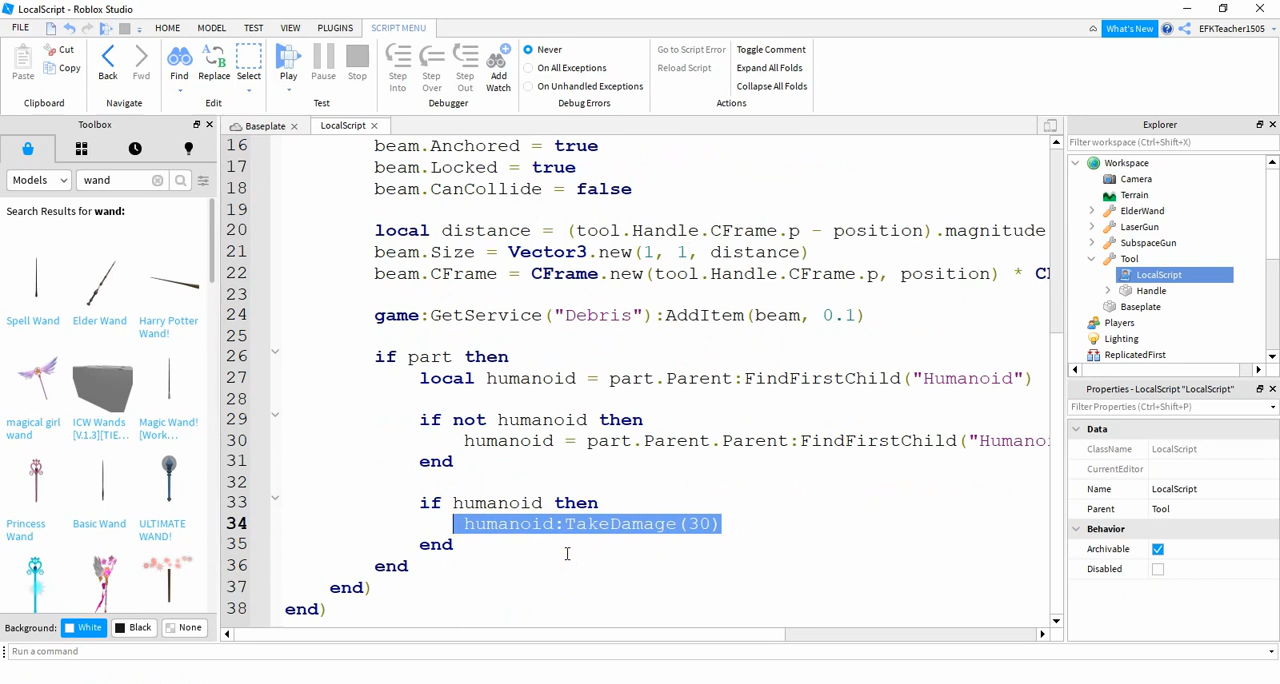 LocalScript - Roblox Studio
FILE HOME MODEL TEST VIEW PLUGINS SCRIPT MENU What's New EFKTeacher1505
Paste Cut Copy Clipboard
Back Fwd Navigate
Find Replace Select Edit
Play Pause Stop Test
Step Into Step Over Step Out Add Watch Debugger
Never
On All Exceptions
On Unhandled Exceptions
Debug Errors
Go to Script Error Toggle Comment
Reload Script Expand All Folds
Collapse All Folds
Actions
Toolbox
Models wand
Search Results for wand:
Spell Wand Elder Wand Harry Potter Wand!
magical girl wand ICW Wands [V.1.3][TIE... Magic Wand! [Work...
Princess Wand Basic Wand ULTIMATE WAND!
Background: White Black None
Baseplate LocalScript
16 beam.Anchored = true
17 beam.Locked = true
18 beam.CanCollide = false
19
20 local distance = (tool.Handle.CFrame.p - position).magnitude
21 beam.Size = Vector3.new(1, 1, distance)
22 beam.CFrame = CFrame.new(tool.Handle.CFrame.p, position) * C
23
24 game:GetService("Debris"):AddItem(beam, 0.1)
25
26 if part then
27 local humanoid = part.Parent:FindFirstChild("Humanoid")
28
29 if not humanoid then
30 humanoid = part.Parent.Parent:FindFirstChild("Humanoi
31 end
32
33 if humanoid then
34 humanoid:TakeDamage(30)
35 end
36 end
37 end)
38 end)
Explorer
Filter workspace (Ctrl+Shift+X)
Workspace
Camera
Terrain
ElderWand
LaserGun
SubspaceGun
Tool
LocalScript
Handle
Baseplate
Players
Lighting
ReplicatedFirst
Properties - LocalScript "LocalScript"
Filter Properties (Ctrl+Shift+P)
Data
ClassName LocalScript
CurrentEditor
Name LocalScript
Parent Tool
Behavior
Archivable
Disabled
Run a command